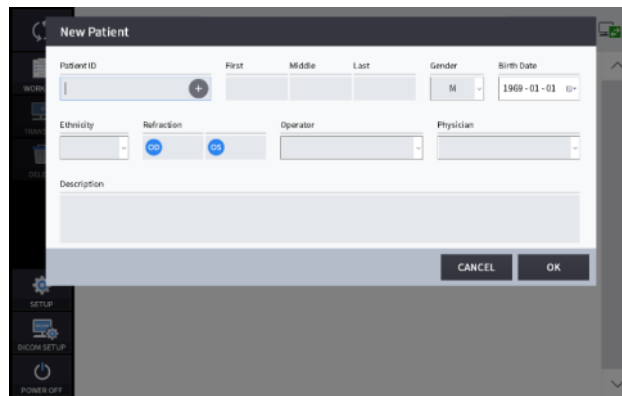 New Patient
Patient ID First Middle Last Gender Birth Date
M 1969-01-01
Ethnicity Refraction Operator Physician
OD OS
Description
CANCEL OK
SETUP
DICOM SETUP
POWER OFF